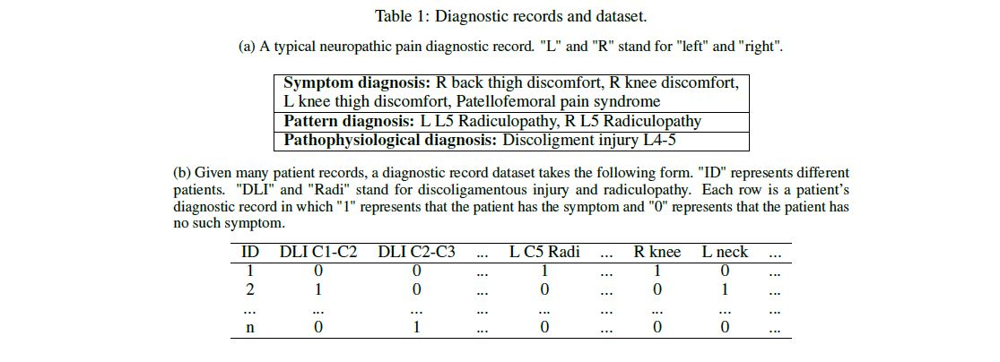 Table 1: Diagnostic records and dataset.
(a) A typical neuropathic pain diagnostic record. "L" and "R" stand for "left" and "right".
Symptom diagnosis: R back thigh discomfort, R knee discomfort,
L knee thigh discomfort, Patellofemoral pain syndrome
Pattern diagnosis: L L5 Radiculopathy, R L5 Radiculopathy
Pathophysiological diagnosis: Discoligment injury L4-5
(b) Given many patient records, a diagnostic record dataset takes the following form. "ID" represents different
patients. "DLI" and "Radi" stand for discoligamentous injury and radiculopathy. Each row is a patient's
diagnostic record in which "1" represents that the patient has the symptom and "0" represents that the patient has
no such symptom.
ID DLI C1-C2 DLI C2-C3 ... L C5 Radi ... R knee L neck ...
1 0 0 ... 1 ... 1 0 ...
2 1 0 ... 0 ... 0 1 ...
... ... ... ... ... ... ... ... ...
n 0 1 ... 0 ... 0 0 ...